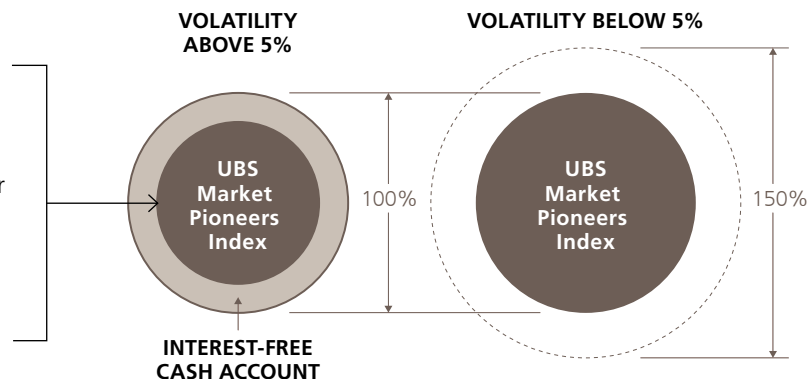 VOLATILITY
ABOVE 5%
VOLATILITY BELOW 5%
r
UBS
Market
Pioneers
Index
100%
UBS
Market
Pioneers
Index
150%
INTEREST-FREE
CASH ACCOUNT